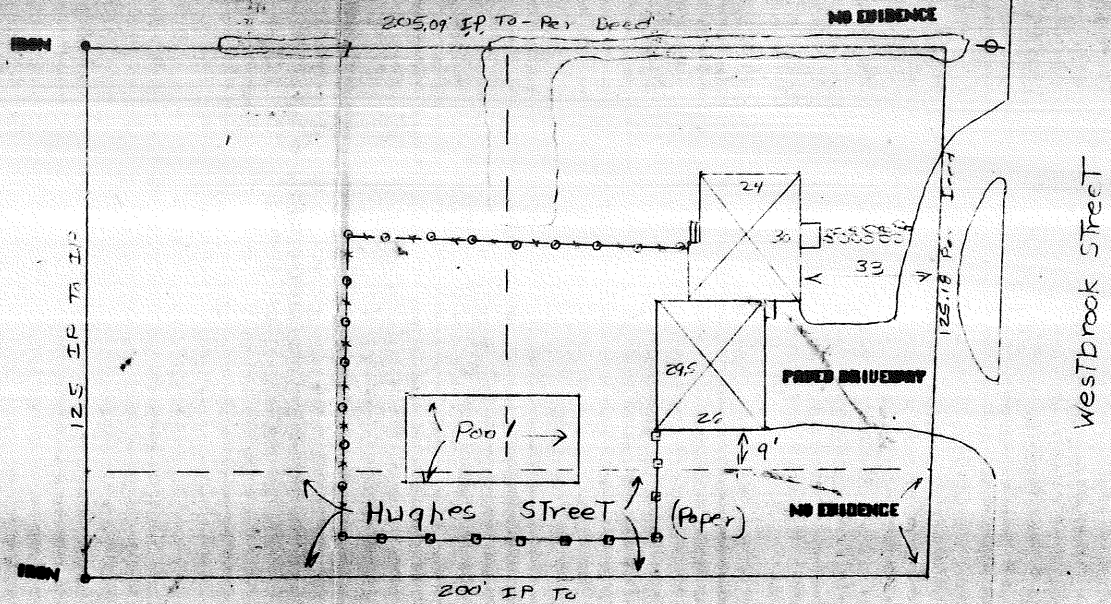 205.09' I.P. To - Per Deed
NO EVIDENCE
IRON
24
30
33
125 IP To IP
125.18 Per Deed
Westbrook Street
29.5
PAVED DRIVEWAY
26
Pool
9'
Hughes Street (Paper)
NO EVIDENCE
IRON
200' IP To